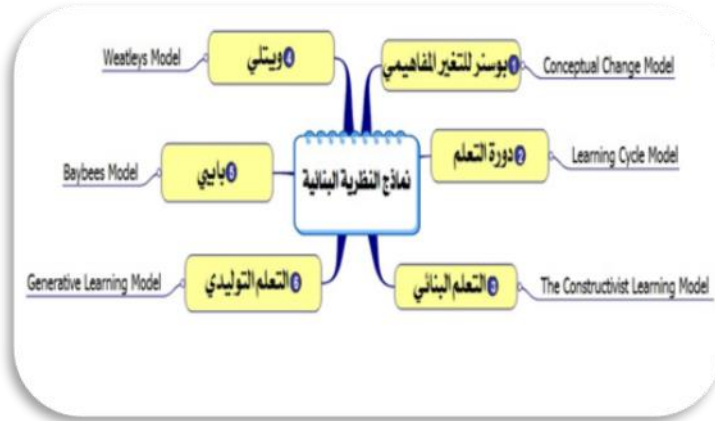 نماذج النظرية البنائية
1 بوسنر للتغير المفاهيمي
Conceptual Change Model
2 دورة التعلم
Learning Cycle Model
3 التعلم البنائي
The Constructivist Learning Model
4 ويتلي
Weatleys Model
5 بايبي
Baybees Model
6 التعلم التوليدي
Generative Learning Model